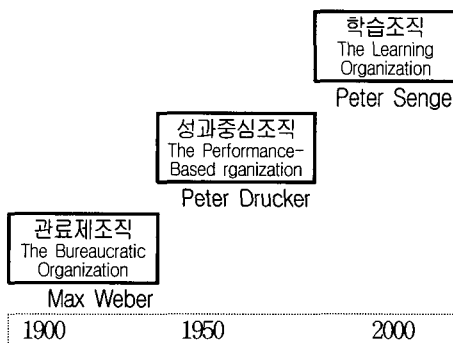 학습조직
The Learning
Organization
Peter Senge
성과중심조직
The Performance-
Based rganization
Peter Drucker
관료제조직
The Bureaucratic
Organization
Max Weber
1900 1950 2000